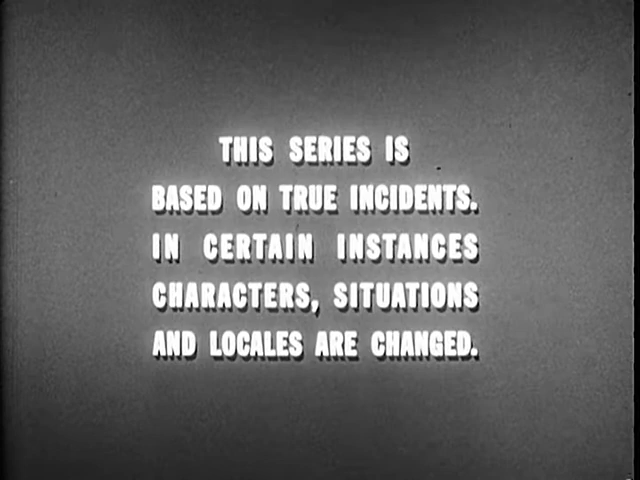 THIS SERIES IS
BASED ON TRUE INCIDENTS.
IN CERTAIN INSTANCES
CHARACTERS, SITUATIONS
AND LOCALES ARE CHANGED.